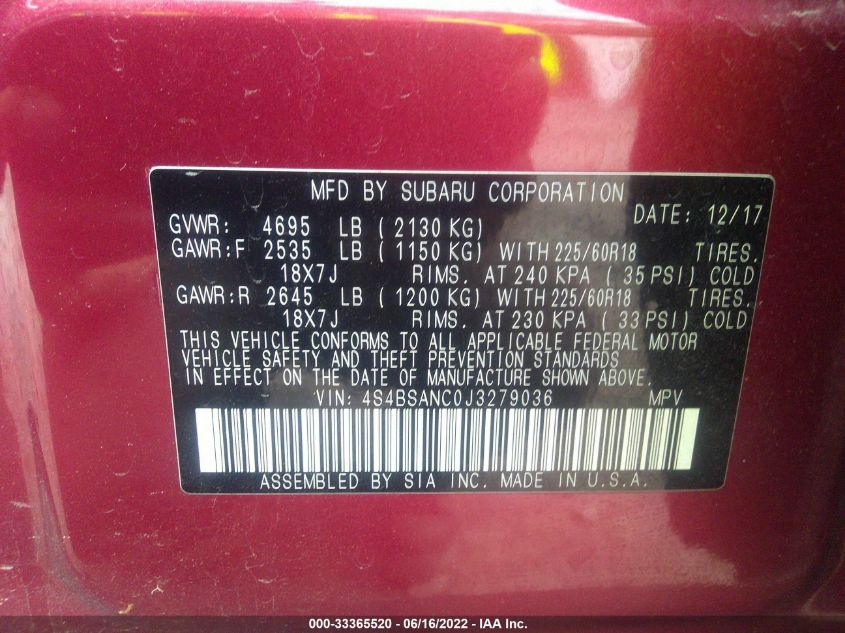 MFD BY SUBARU CORPORATION
DATE: 12/17
GVWR: 4695 LB ( 2130 KG)
GAWR:F 2535 LB ( 1150 KG) WITH 225/60R18 TIRES.
18X7J RIMS. AT 240 KPA ( 35 PSI) COLD
GAWR:R 2645 LB ( 1200 KG) WITH 225/60R18 TIRES.
18X7J RIMS. AT 230 KPA ( 33 PSI) COLD
THIS VEHICLE CONFORMS TO ALL APPLICABLE FEDERAL MOTOR
VEHICLE SAFETY AND THEFT PREVENTION STANDARDS
IN EFFECT ON THE DATE OF MANUFACTURE SHOWN ABOVE.
VIN: 4S4BSANC0J3279036 MPV
ASSEMBLED BY SIA INC. MADE IN U.S.A.
000-33365520 - 06/16/2022 - IAA Inc.